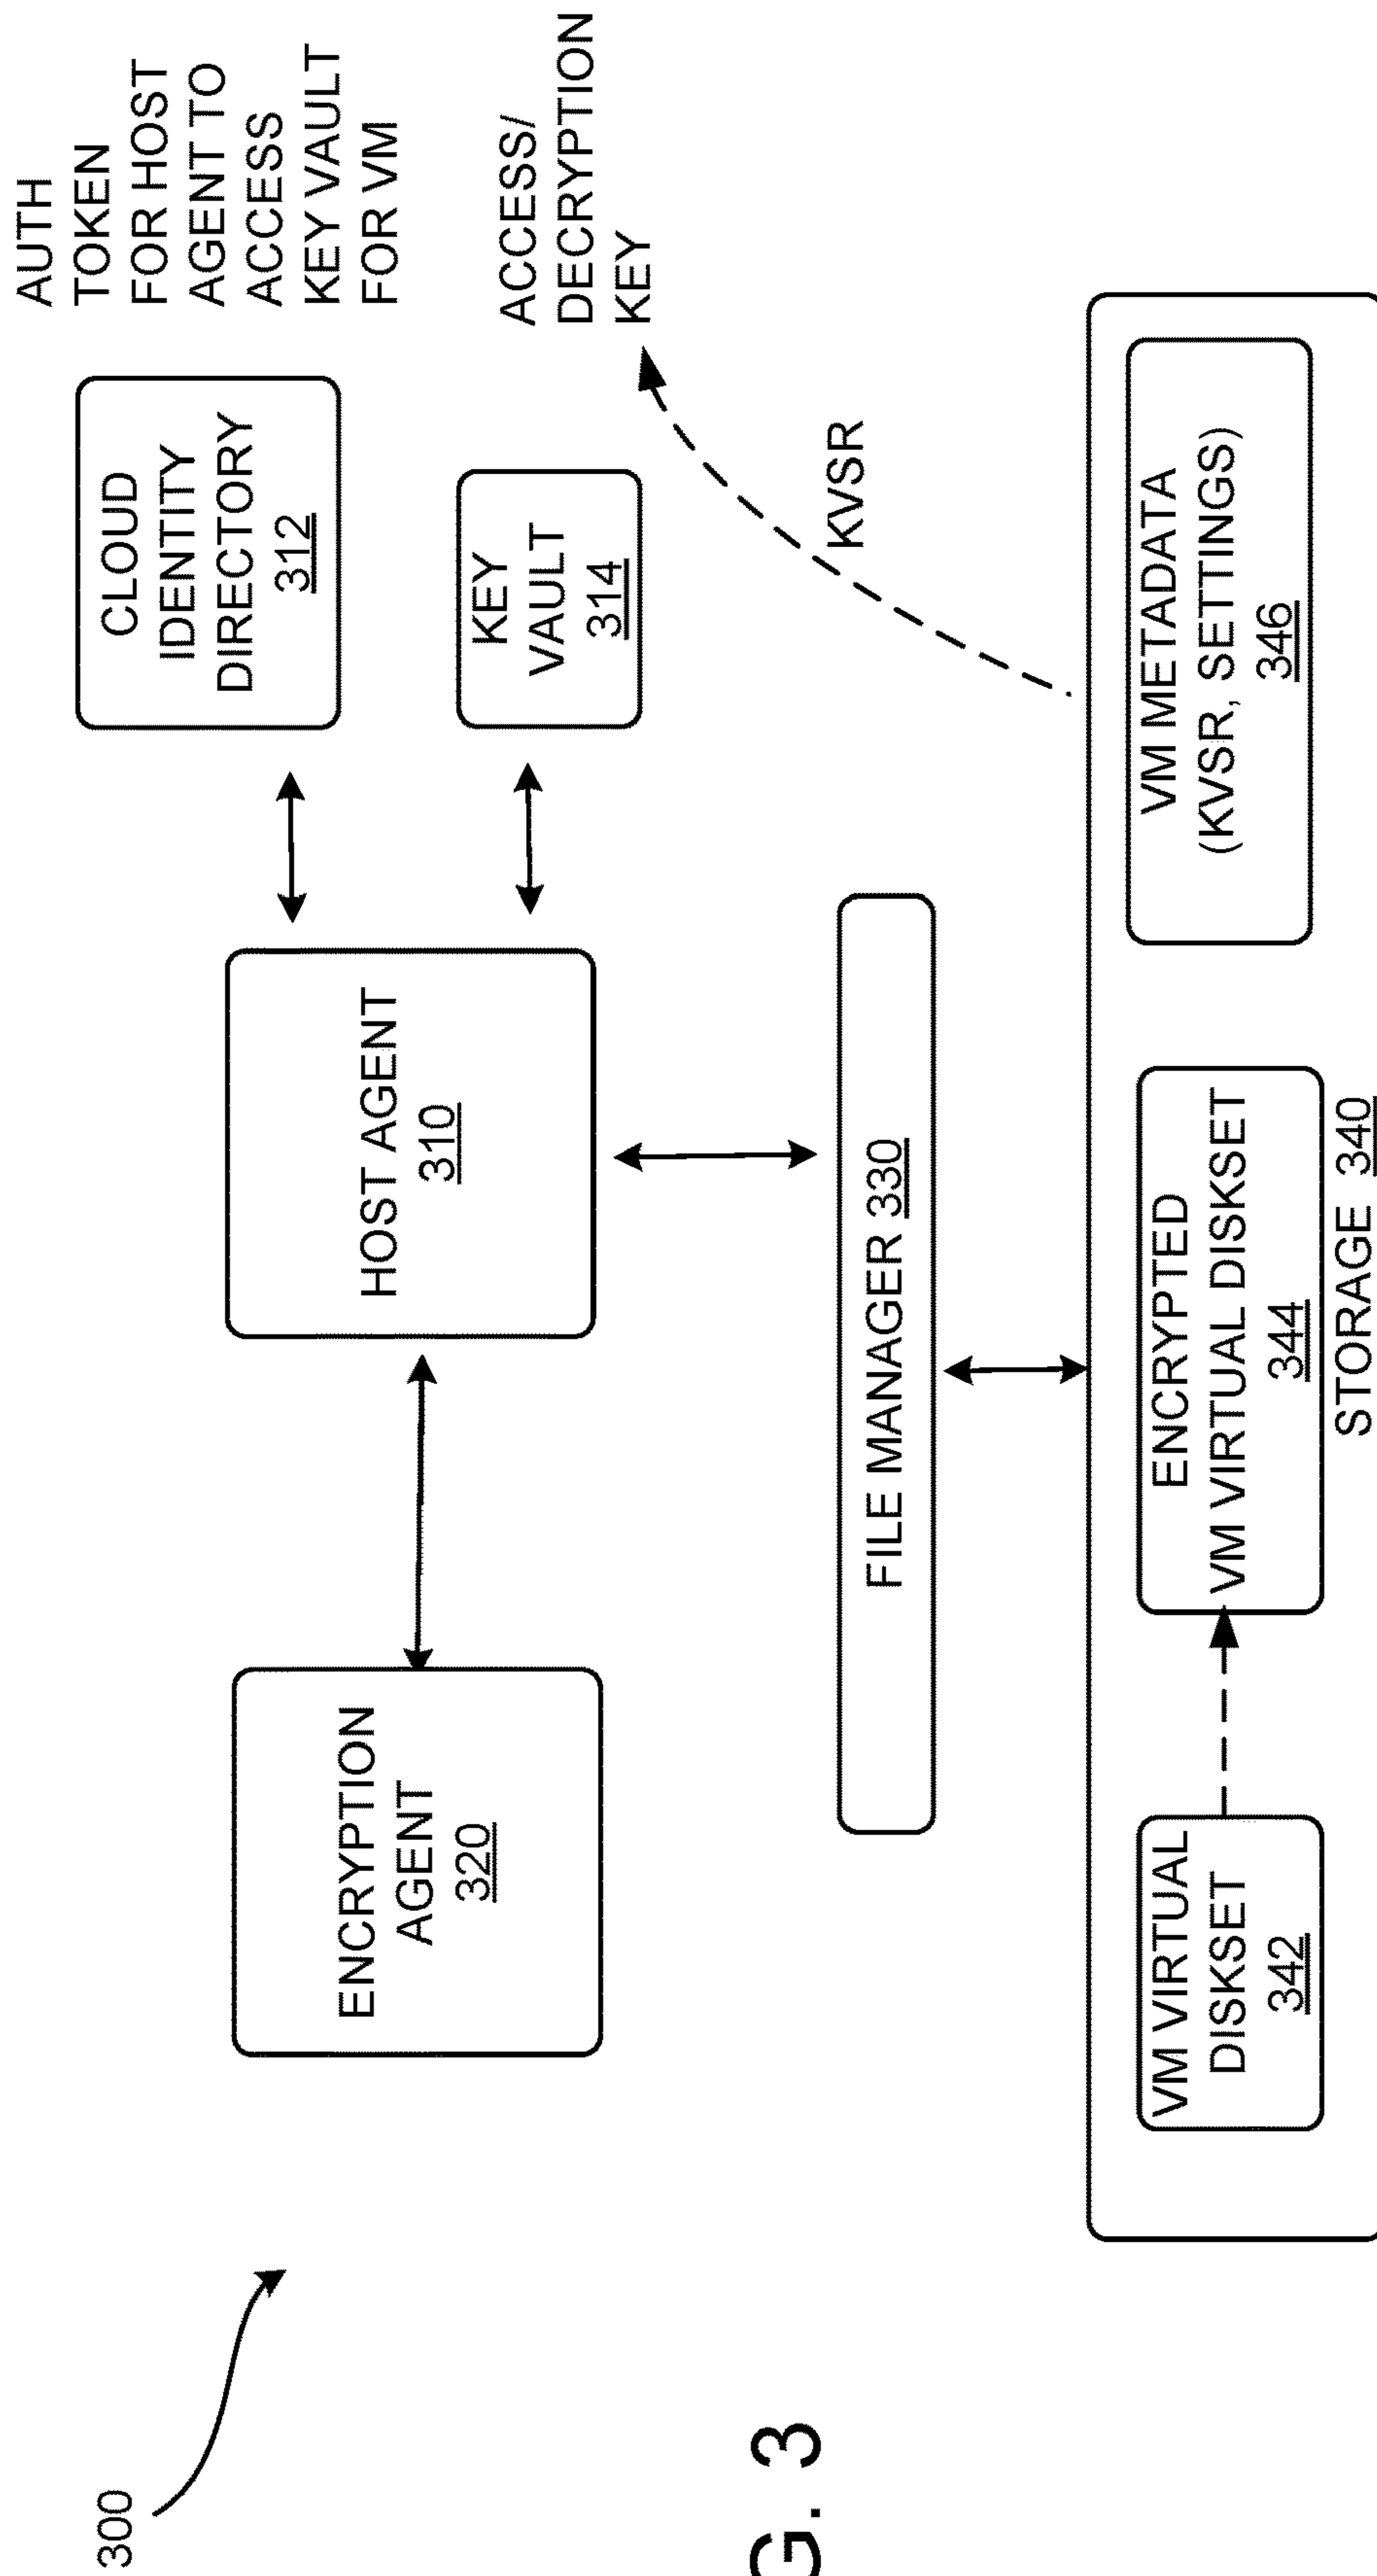 300
ENCRYPTION
AGENT
320
HOST AGENT
310
CLOUD
IDENTITY
DIRECTORY
312
AUTH
TOKEN
FOR HOST
AGENT TO
ACCESS
KEY VAULT
FOR VM
KEY
VAULT
314
ACCESS/
DECRYPTION
KEY
FILE MANAGER 330
KVSR
VM VIRTUAL
DISKSET
342
ENCRYPTED
VM VIRTUAL DISKSET
344
VM METADATA
(KVSR, SETTINGS)
346
STORAGE 340
G. 3